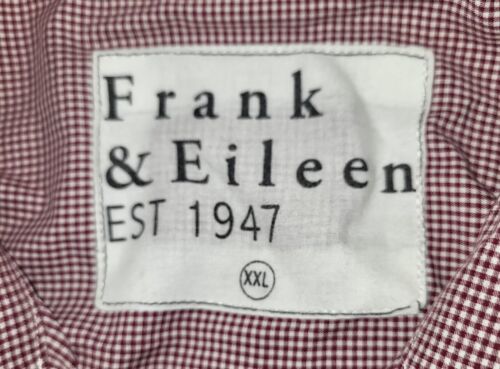 Frank
& Eileen
EST 1947
XXL